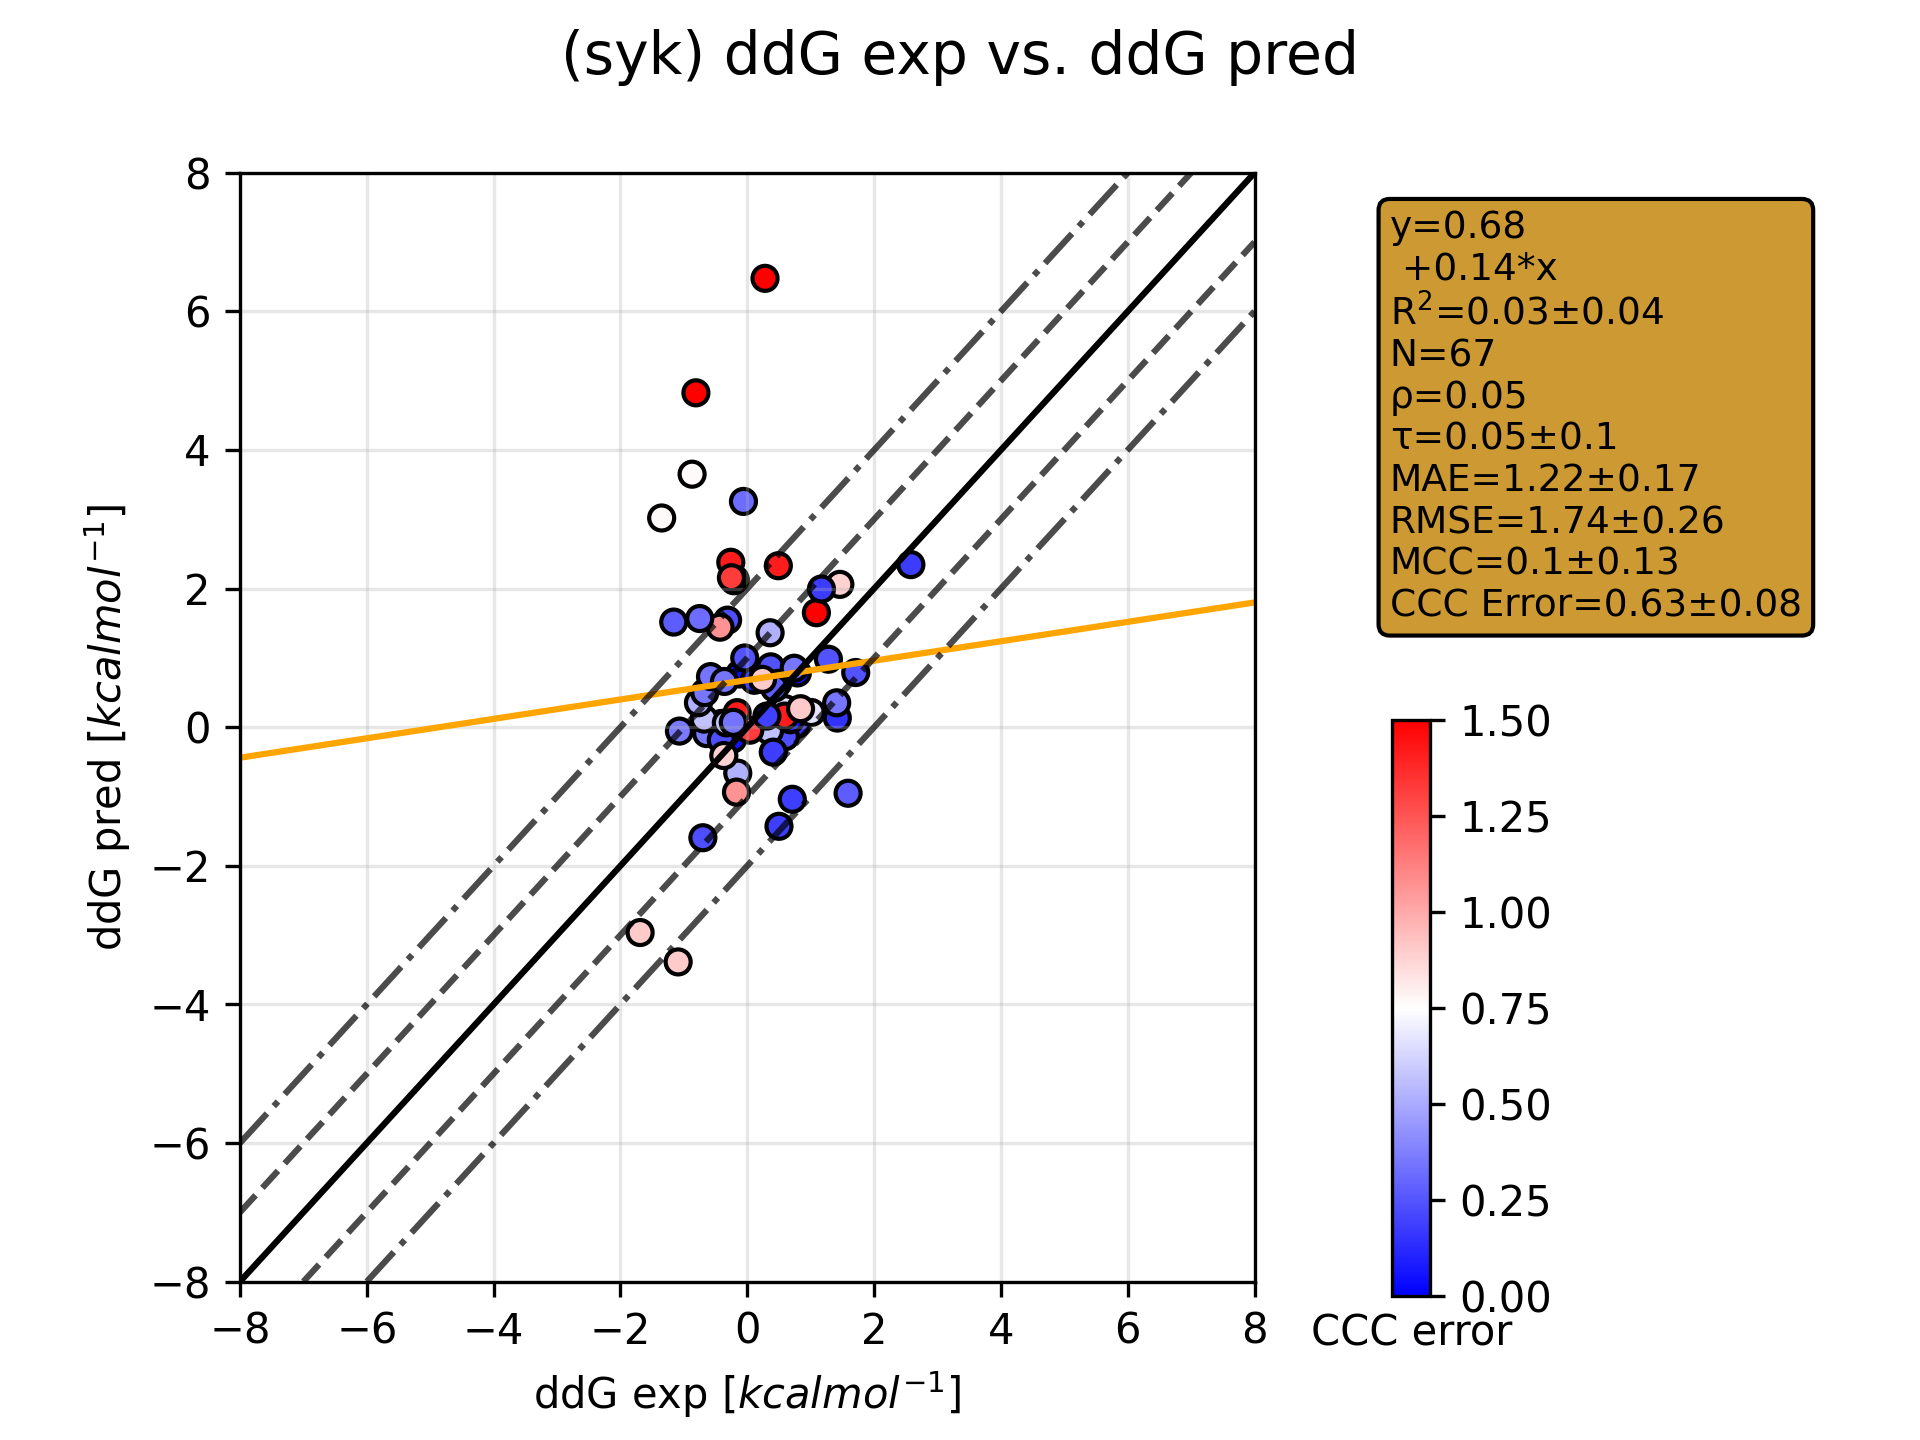 (syk) ddG exp vs. ddG pred
8
6
4
2
0
−2
−4
−6
−8
ddG pred [kcalmol⁻¹]
−8 −6 −4 −2 0 2 4 6 8
ddG exp [kcalmol⁻¹]
y=0.68
+0.14*x
R²=0.03±0.04
N=67
ρ=0.05
τ=0.05±0.1
MAE=1.22±0.17
RMSE=1.74±0.26
MCC=0.1±0.13
CCC Error=0.63±0.08
1.50
1.25
1.00
0.75
0.50
0.25
0.00
CCC error